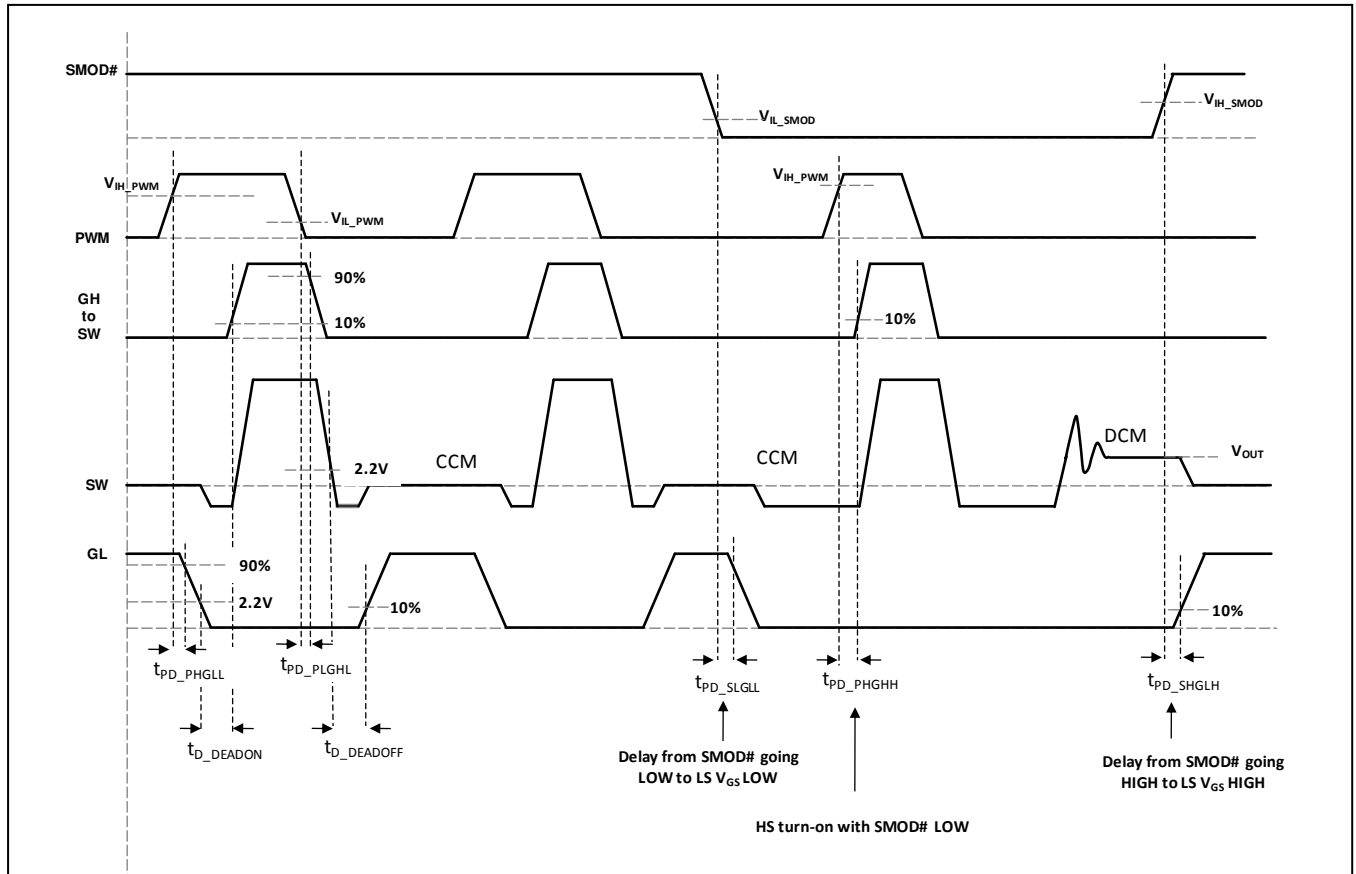 SMOD#
V_IL_SMOD
V_IH_SMOD
V_IH_PWM
V_IL_PWM
V_IH_PWM
PWM
90%
GH
to
SW
10%
10%
2.2V
CCM
CCM
DCM
V_OUT
SW
GL
90%
2.2V
10%
10%
t_PD_PHGLL
t_PD_PLGHL
t_PD_SLGLL
t_PD_PHGHH
t_PD_SHGLH
t_D_DEADON
t_D_DEADOFF
Delay from SMOD# going
LOW to LS V_GS LOW
Delay from SMOD# going
HIGH to LS V_GS HIGH
HS turn-on with SMOD# LOW